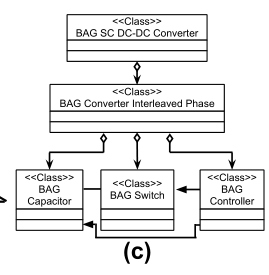 <<Class>>
BAG SC DC-DC Converter
<<Class>>
BAG Converter Interleaved Phase
<<Class>>
BAG
Capacitor
<<Class>>
BAG Switch
<<Class>>
BAG
Controller
(c)